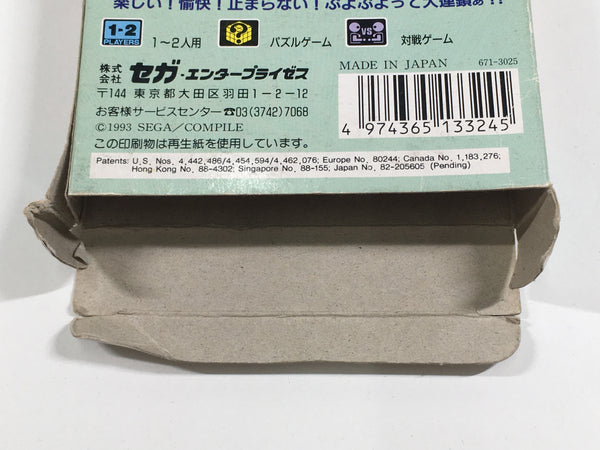 楽しい!愉快!止まらない!ぷよぷよって大連鎖ぁ??
1-2
PLAYERS
1〜2人用
パズルゲーム
VS
対戦ゲーム
株式会社 セガ・エンタープライゼス
〒144 東京都大田区羽田1-2-12
お客様サービスセンター ☎03(3742)7068
©1993 SEGA/COMPILE
この印刷物は再生紙を使用しています。
MADE IN JAPAN
671-3025
4 974365 133245
Patents: U.S. Nos. 4,442,486/4,454,594/4,462,076; Europe No. 80244; Canada No. 1,183,276;
Hong Kong No. 88-4302; Singapore No. 88-155; Japan No. 82-205605 (Pending)